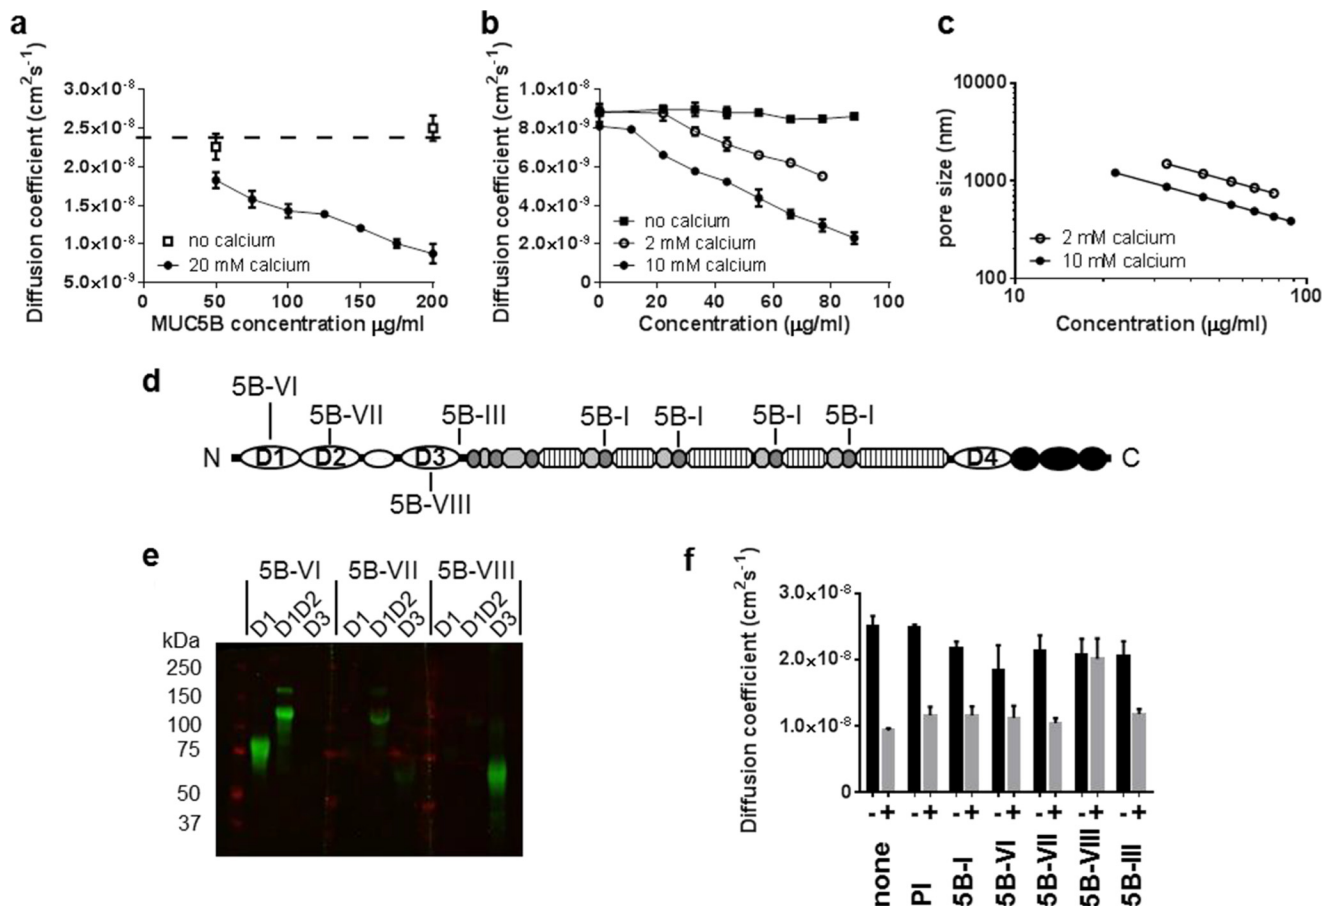 a
Diffusion coefficient (cm²s⁻¹)
3.0x10⁻⁸
2.5x10⁻⁸
2.0x10⁻⁸
1.5x10⁻⁸
1.0x10⁻⁸
5.0x10⁻⁹
no calcium
20 mM calcium
0 50 100 150 200
MUC5B concentration µg/ml
b
Diffusion coefficient (cm²s⁻¹)
1.0x10⁻⁸
8.0x10⁻⁹
6.0x10⁻⁹
4.0x10⁻⁹
2.0x10⁻⁹
0
no calcium
2 mM calcium
10 mM calcium
0 20 40 60 80 100
Concentration (µg/ml)
c
pore size (nm)
10000
1000
100
2 mM calcium
10 mM calcium
10 100
Concentration (µg/ml)
d
5B-VI
5B-VII 5B-III 5B-I 5B-I 5B-I 5B-I
N D1 D2 D3 D4 C
5B-VIII
e
5B-VI 5B-VII 5B-VIII
D1 D1D2 D3 D1 D1D2 D3 D1 D1D2 D3
kDa
250
150
100
75
50
37
f
Diffusion coefficient (cm²s⁻¹)
3.0x10⁻⁸
2.0x10⁻⁸
1.0x10⁻⁸
0
- + - + - + - + - + - + - +
none PI 5B-I 5B-VI 5B-VII 5B-VIII 5B-III